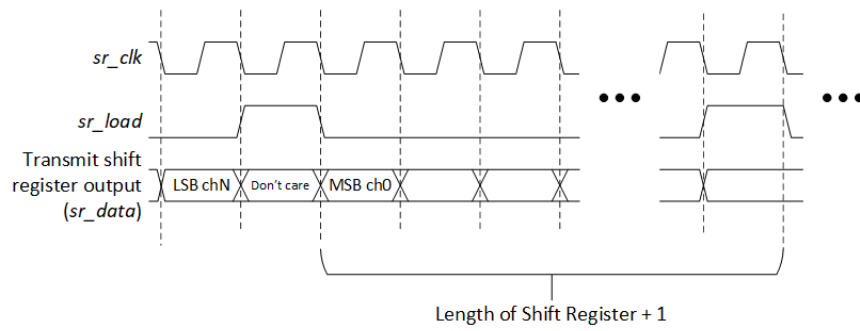 sr_clk
sr_load
Transmit shift
register output
(sr_data)
LSB chN
Don't care
MSB ch0
Length of Shift Register + 1